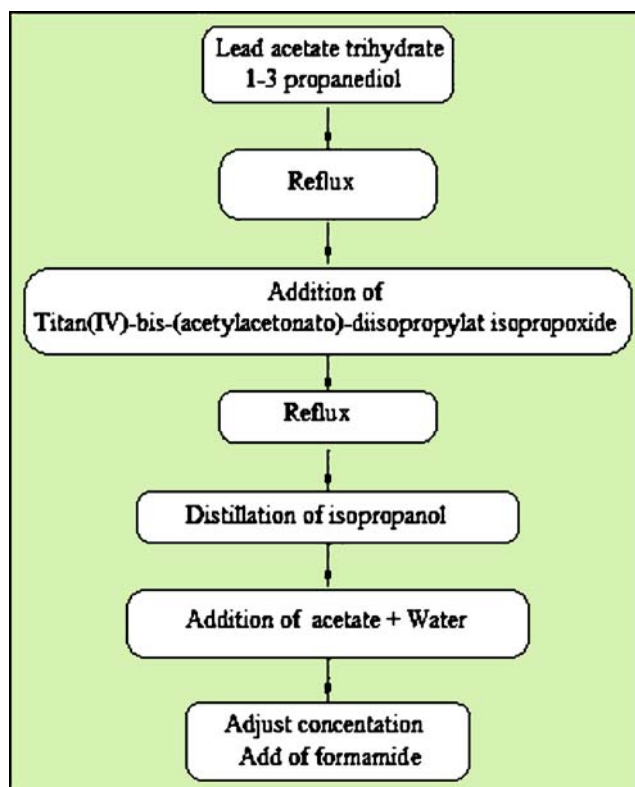 Lead acetate trihydrate
1-3 propanediol
Reflux
Addition of
Titan(IV)-bis-(acetylacetonato)-diisopropylat isopropoxide
Reflux
Distillation of isopropanol
Addition of acetate + Water
Adjust concentation
Add of formamide